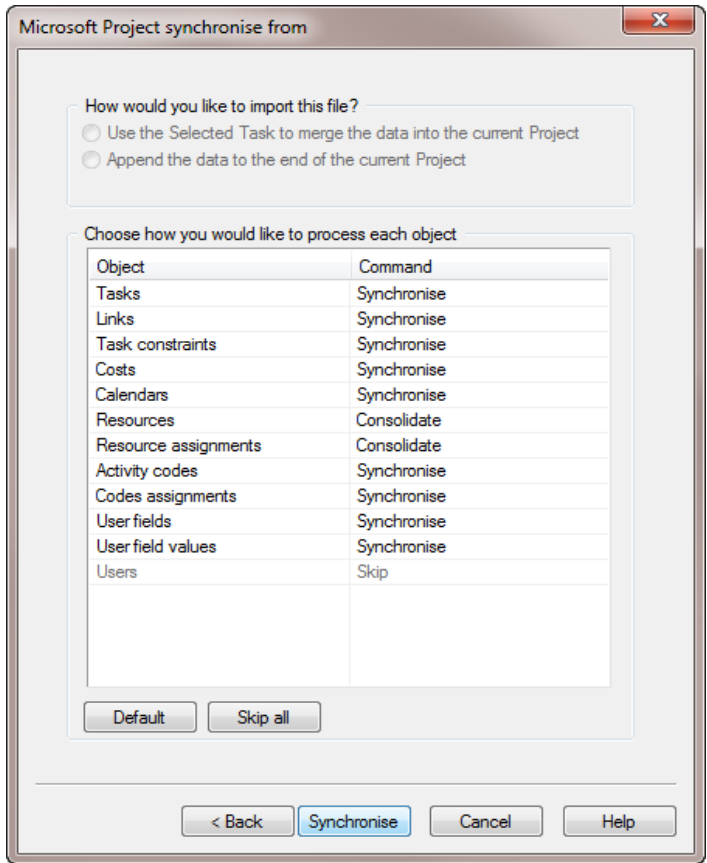 Microsoft Project synchronise from
How would you like to import this file?
Use the Selected Task to merge the data into the current Project
Append the data to the end of the current Project
Choose how you would like to process each object
Object Command
Tasks Synchronise
Links Synchronise
Task constraints Synchronise
Costs Synchronise
Calendars Synchronise
Resources Consolidate
Resource assignments Consolidate
Activity codes Synchronise
Codes assignments Synchronise
User fields Synchronise
User field values Synchronise
Users Skip
Default Skip all
< Back Synchronise Cancel Help